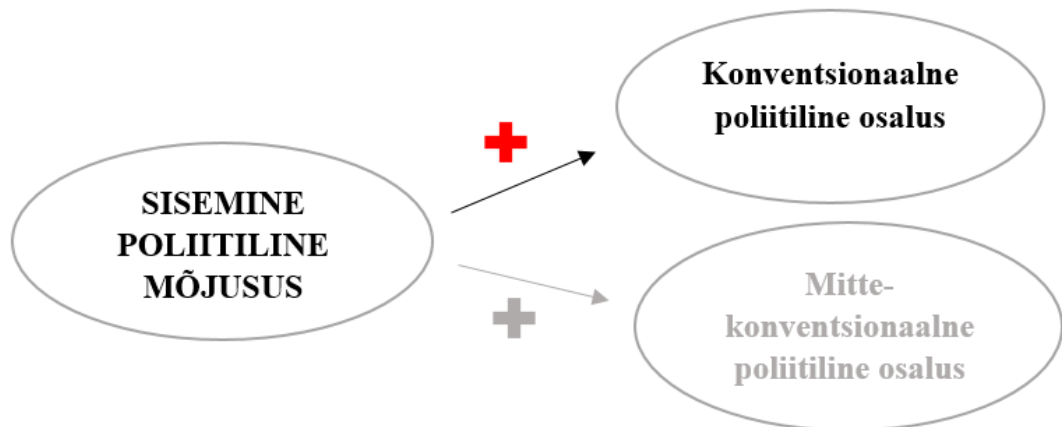 Konventsionaalne
poliitiline osalus
SISEMINE
POLIITILINE
MÕJUSUS
Mitte-
konventsionaalne
poliitiline osalus